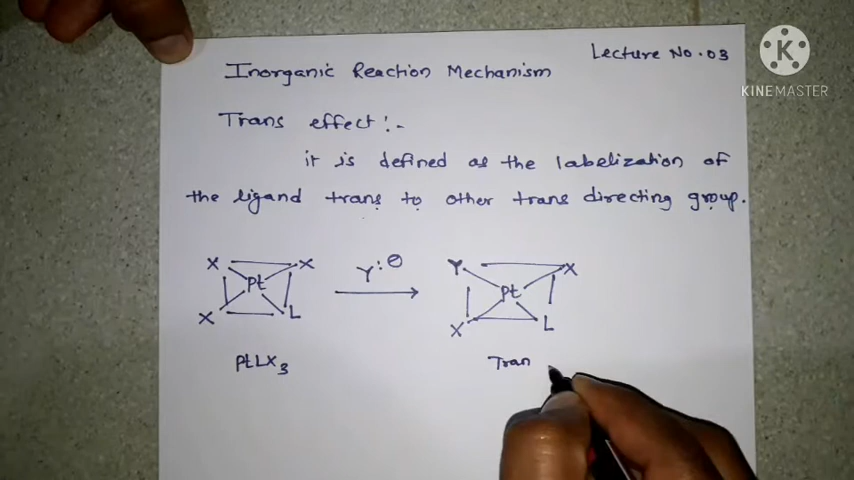 Lecture No. 03
K
KINEMASTER
Inorganic Reaction Mechanism
Trans effect :-
it is defined as the labelization of
the ligand trans to other trans directing group.
X X Y:⊖ Y X
Pt Pt
X L X L
PtLX3 Tran